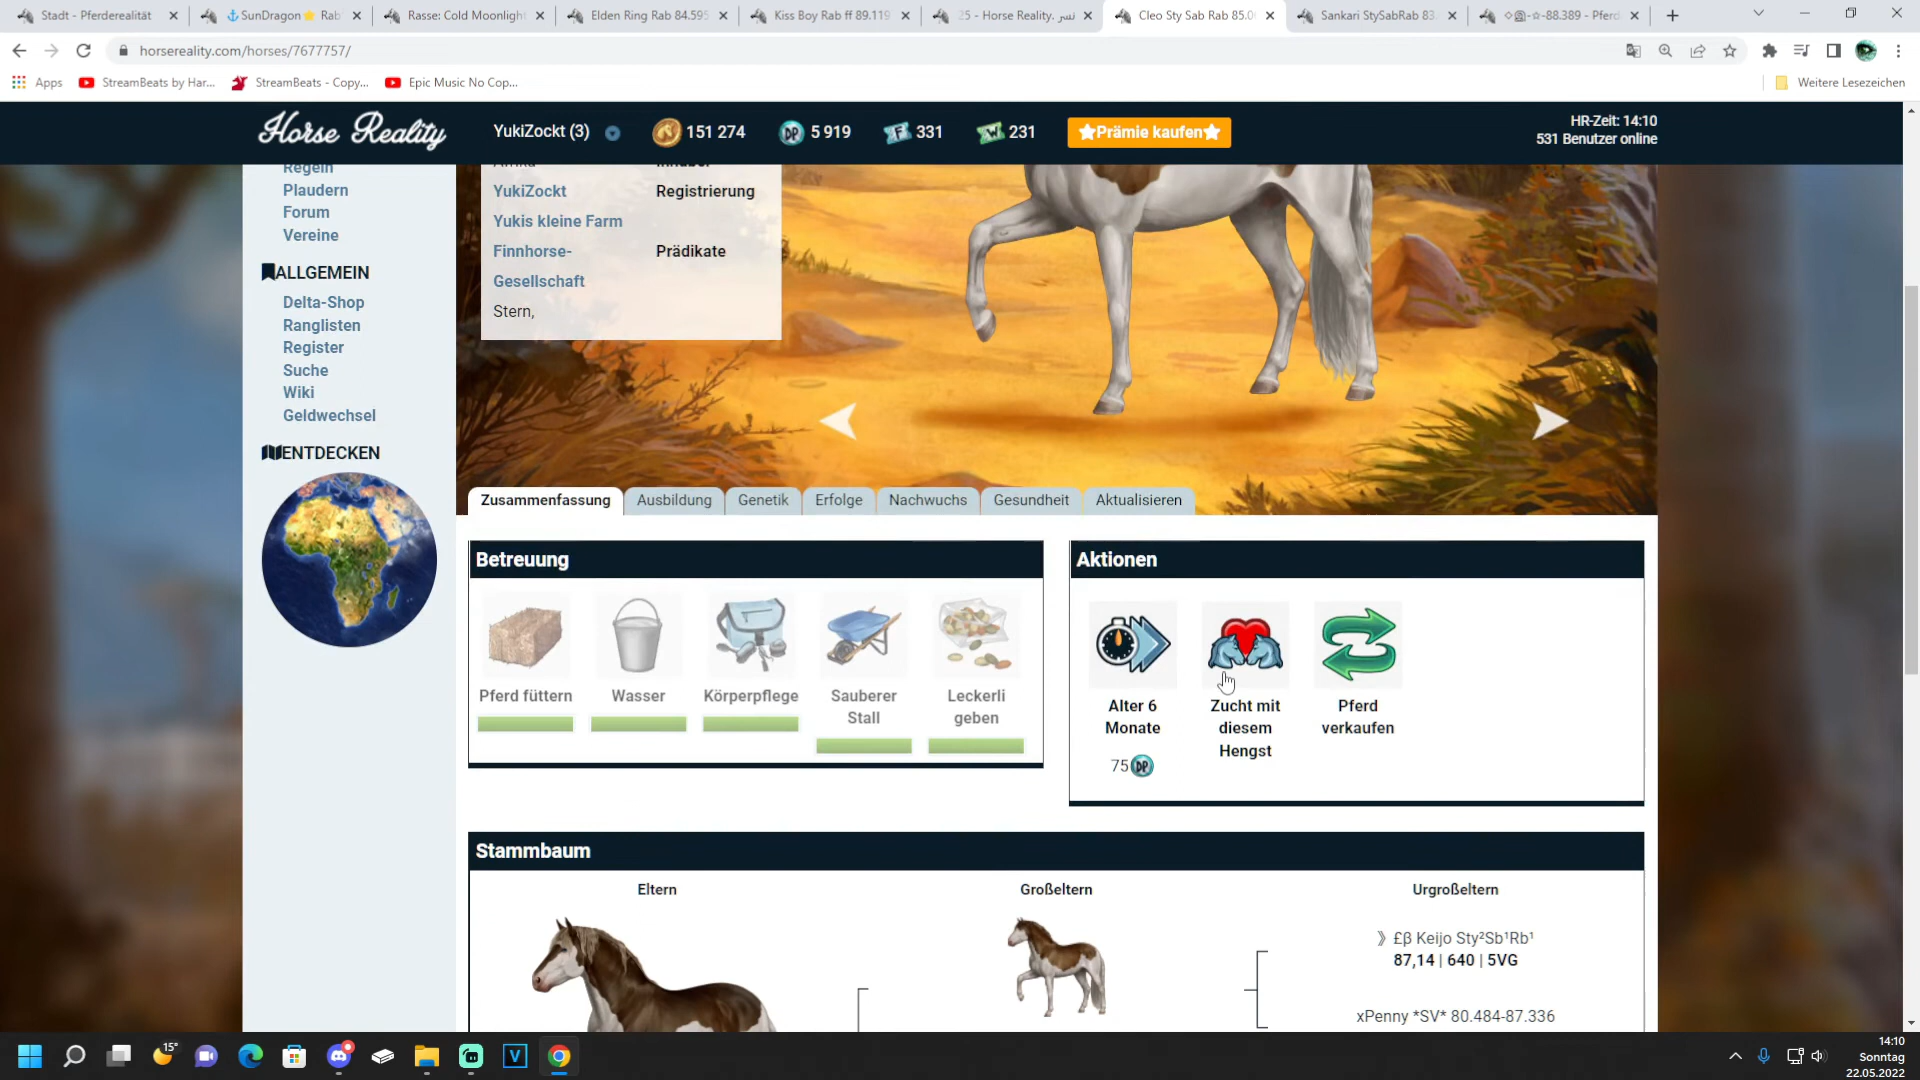 Stadt - Pferderealität
⚓SunDragon⭐ Rab
Rasse: Cold Moonlight
Elden Ring Rab 84.595
Kiss Boy Rab ff 89.119
25 - Horse Reality. نسر
Cleo Sty Sab Rab 85.0
Sankari StySabRab 83.
-☆-88.389 - Pferd
horsereality.com/horses/7677757/
Apps
StreamBeats by Har...
StreamBeats - Copy...
Epic Music No Cop...
Weitere Lesezeichen
Horse Reality
YukiZockt (3)
151 274
DP 5 919
F 331
W 231
★Prämie kaufen★
HR-Zeit: 14:10
531 Benutzer online
Regeln
Plaudern
Forum
Vereine
ALLGEMEIN
Delta-Shop
Ranglisten
Register
Suche
Wiki
Geldwechsel
ENTDECKEN
Afrika
Inhaber
YukiZockt
Registrierung
Yukis kleine Farm
Finnhorse-
Gesellschaft
Prädikate
Stern,
Zusammenfassung
Ausbildung
Genetik
Erfolge
Nachwuchs
Gesundheit
Aktualisieren
Betreuung
Pferd füttern
Wasser
Körperpflege
Sauberer
Stall
Leckerli
geben
Aktionen
Alter 6
Monate
75 DP
Zucht mit
diesem
Hengst
Pferd
verkaufen
Stammbaum
Eltern
Großeltern
Urgroßeltern
》£β Keijo Sty²Sb¹Rb¹
87,14 | 640 | 5VG
xPenny *SV* 80.484-87.336
15°
V
14:10
Sonntag
22.05.2022